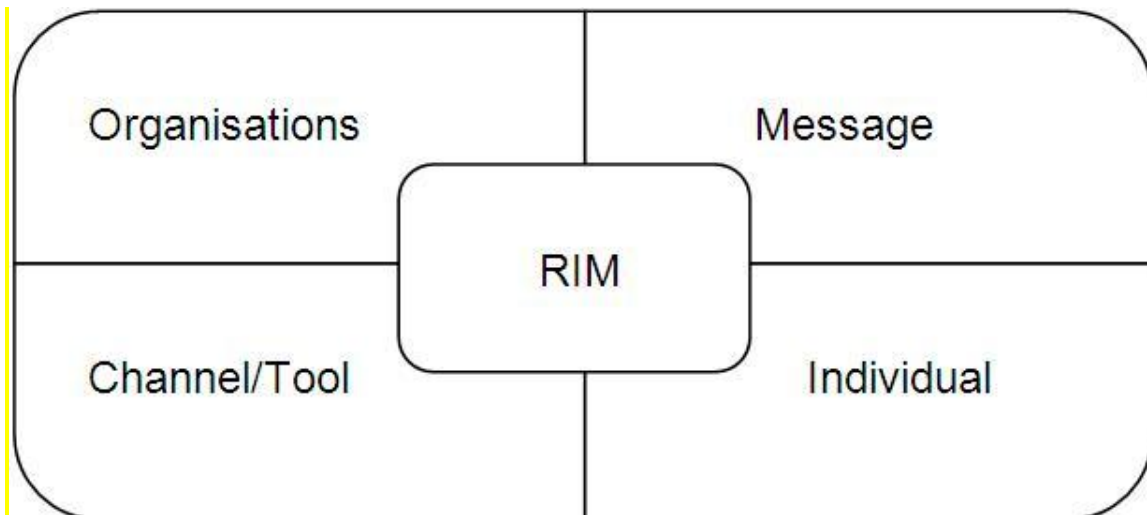 Organisations
Message
RIM
Channel/Tool
Individual